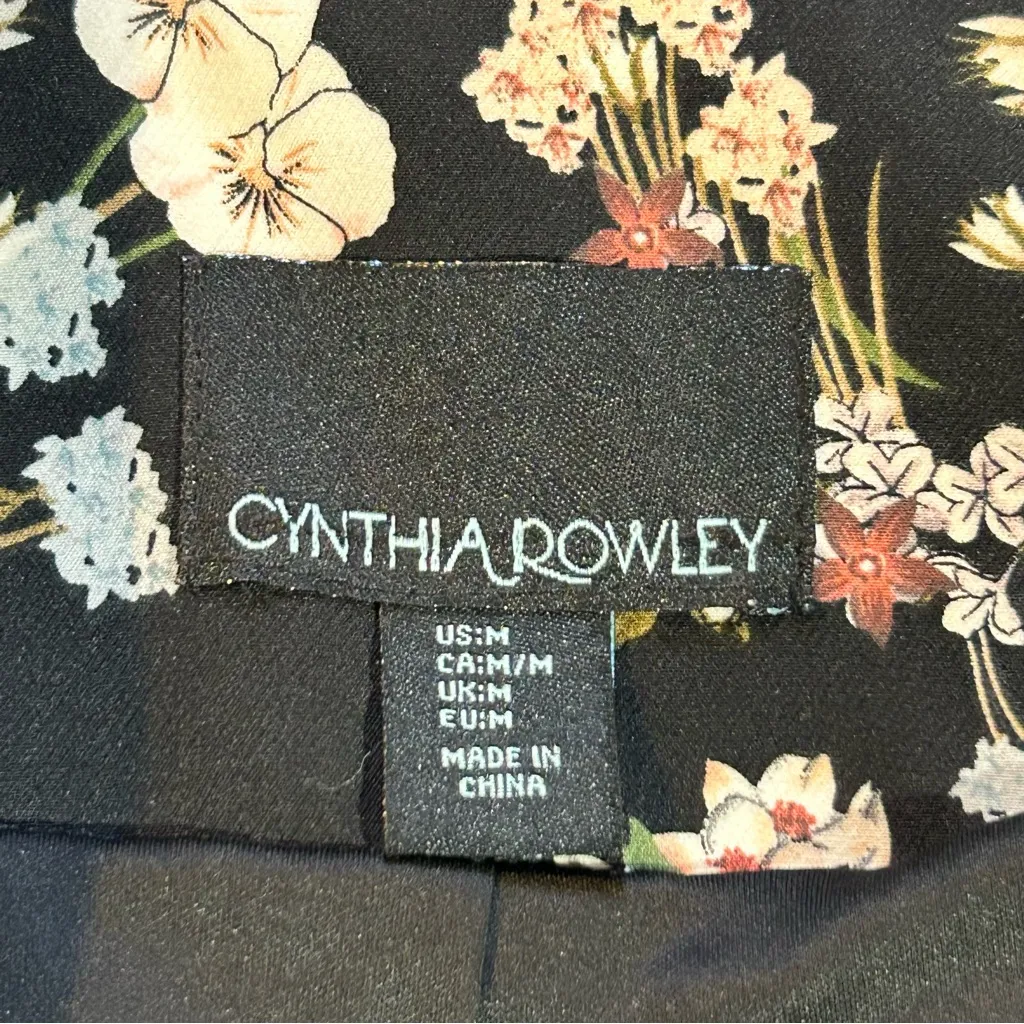 CYNTHIA ROWLEY
US:M
CA:M/M
UK:M
EU:M
MADE IN
CHINA